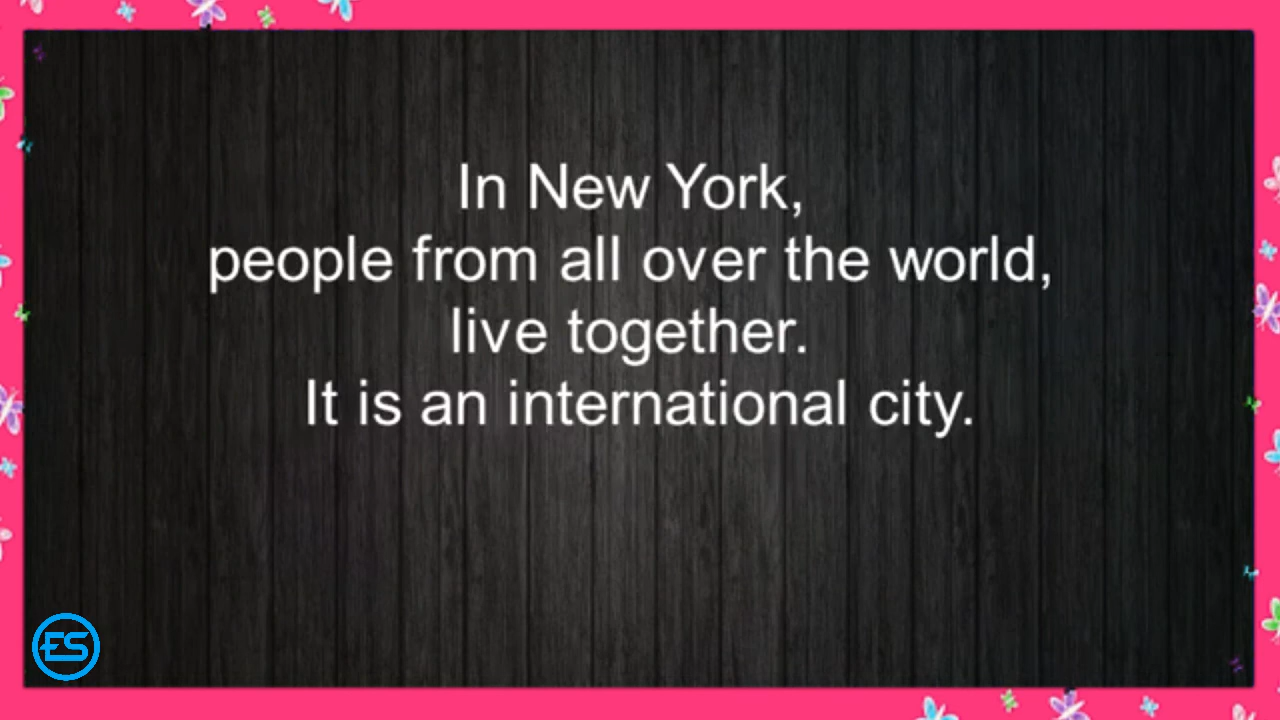 In New York,
people from all over the world,
live together.
It is an international city.
ES